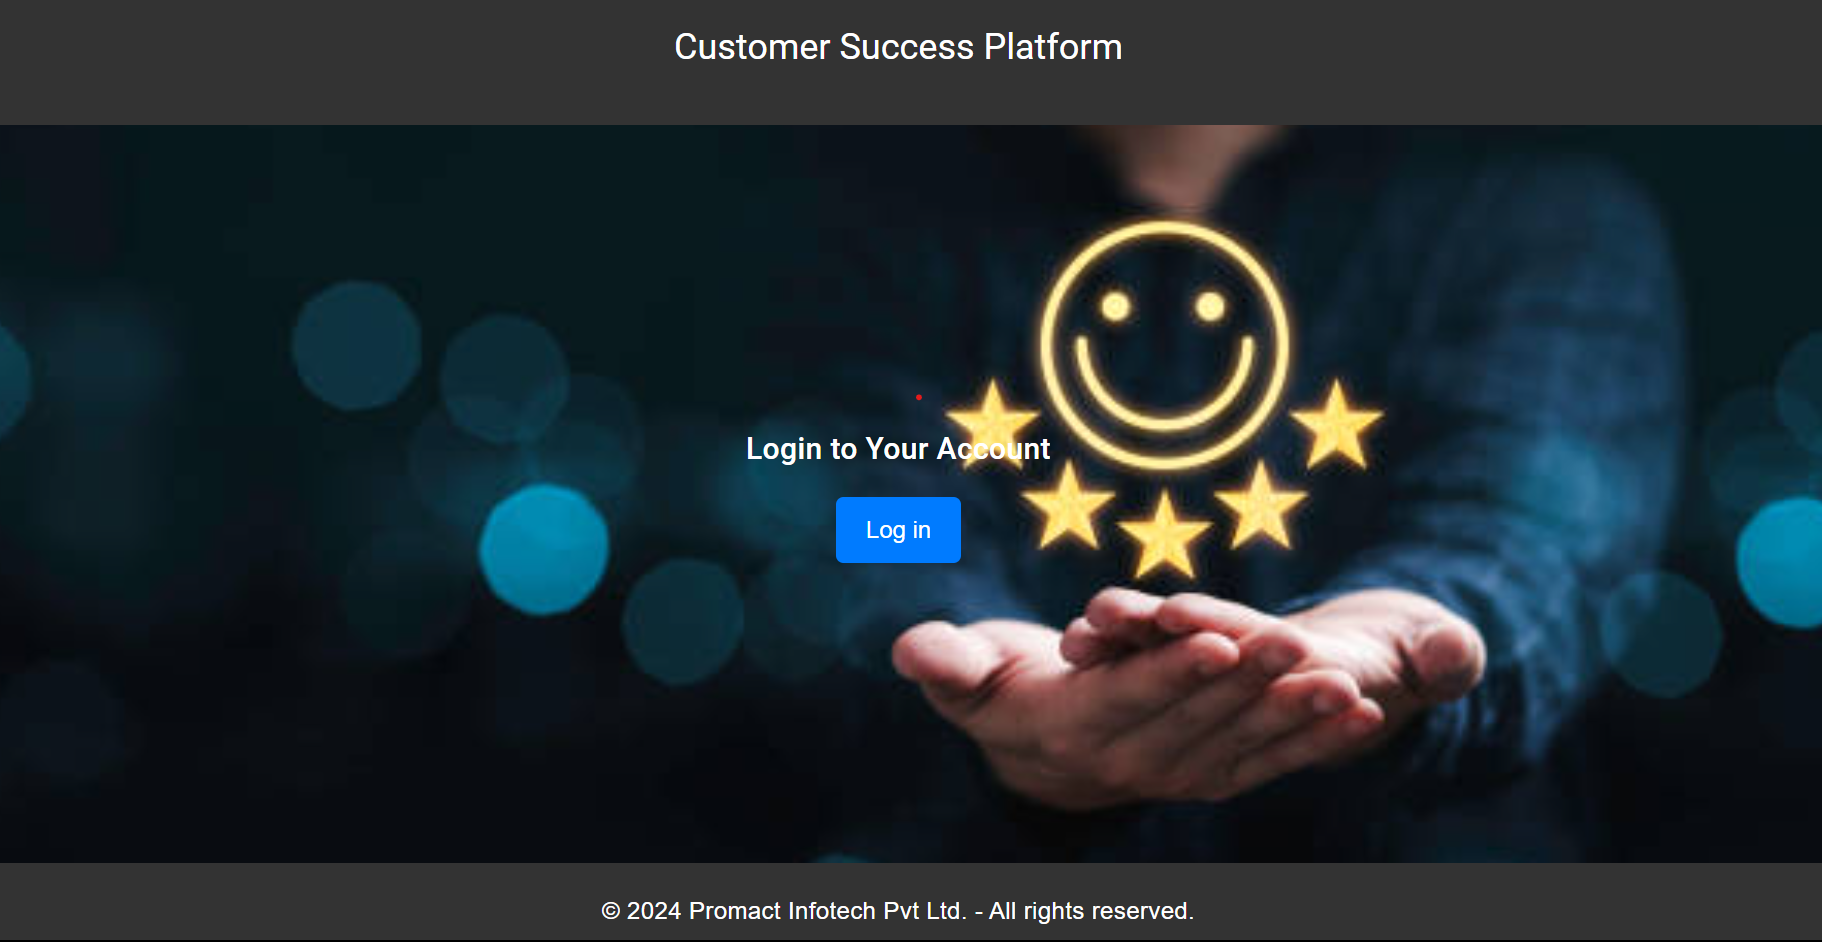 Customer Success Platform
Login to Your Account
Log in
© 2024 Promact Infotech Pvt Ltd. - All rights reserved.